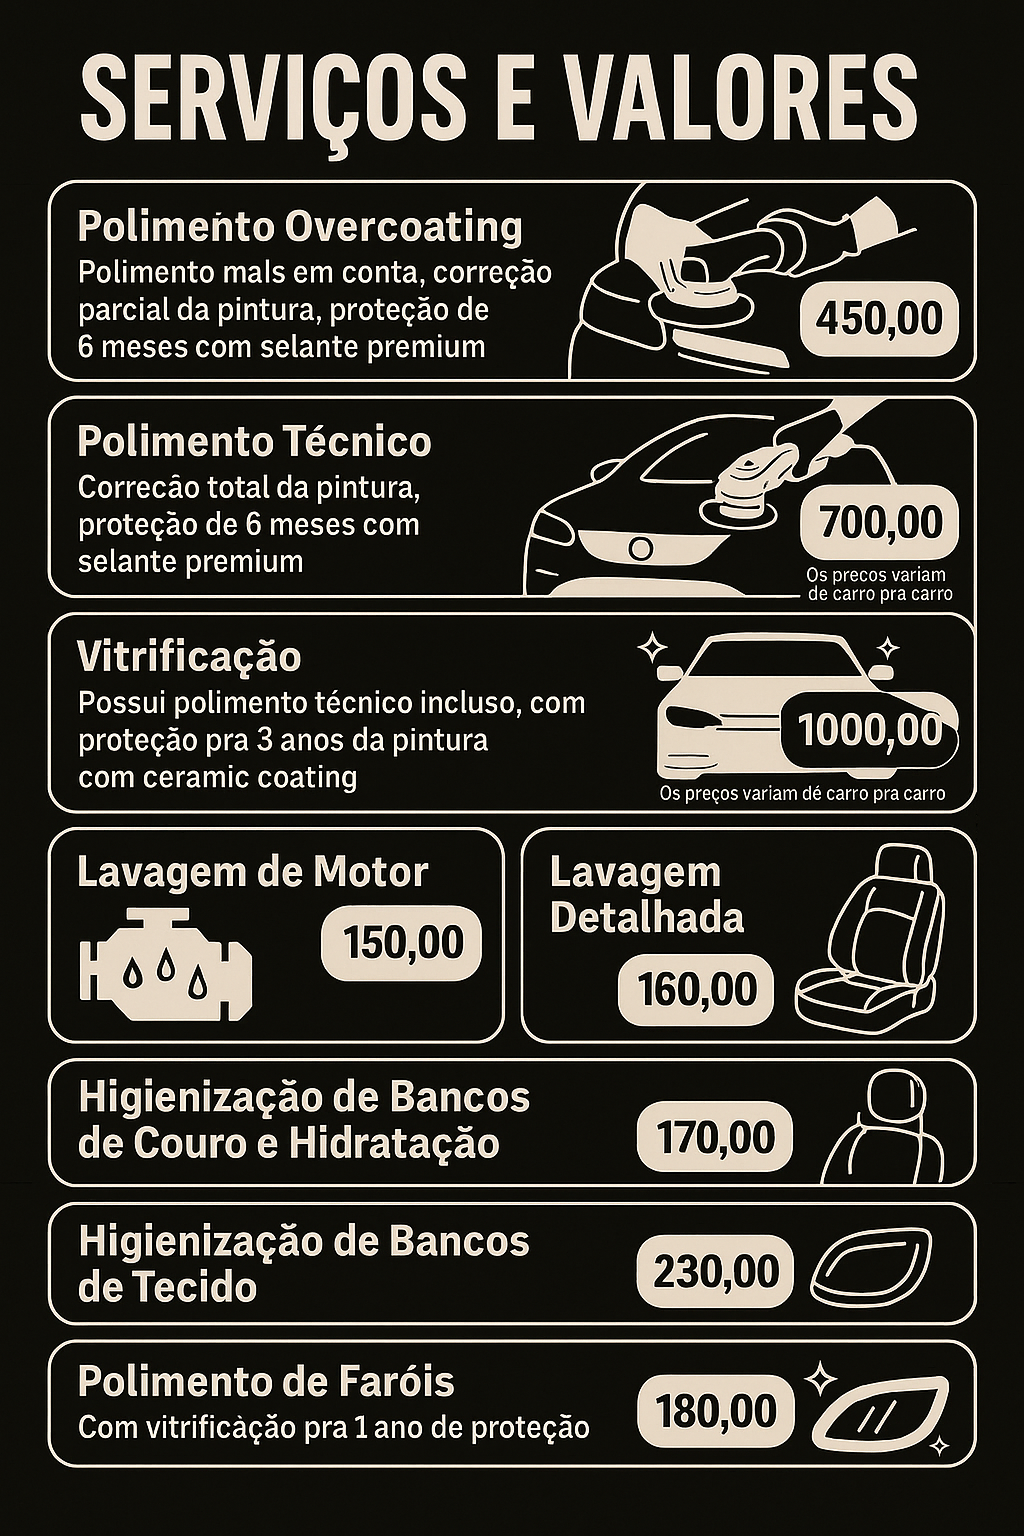 SERVIÇOS E VALORES
Polimento Overcoating
Polimento maIs em conta, correção
parcial da pintura, proteção de
6 meses com selante premium
450,00
Polimento Técnico
Correcâo total da pintura,
proteção de 6 meses com
selante premium
700,00
Os precos variam
de carro pra carro
Vitrificação
Possui polimento técnico incluso, com
proteção pra 3 anos da pintura
com ceramic coating
1000,00
Os preços variam dé carro pra carro
Lavagem de Motor
150,00
Lavagem
Detalhada
160,00
Higienização de Bancos
de Couro e Hidratação
170,00
Higienização de Bancos
de Tecido
230,00
Polimento de Faróis
Com vitrificàção pra 1 ano de proteção
180,00